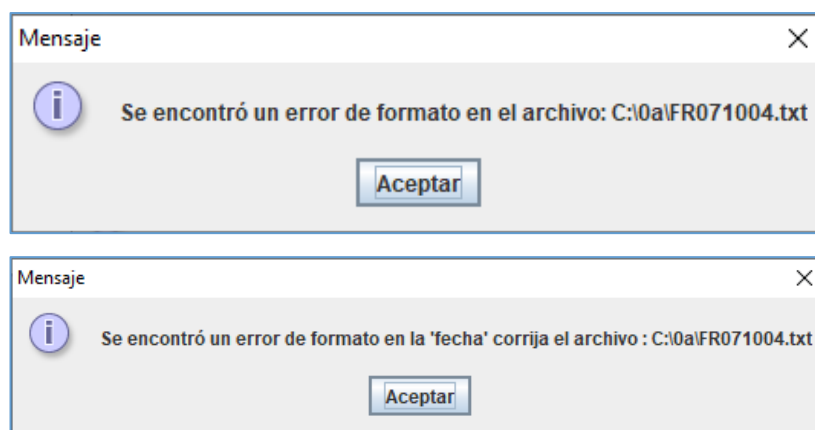 Mensaje
Se encontró un error de formato en el archivo: C:\0a\FR071004.txt
Aceptar
Mensaje
Se encontró un error de formato en la 'fecha' corrija el archivo : C:\0a\FR071004.txt
Aceptar